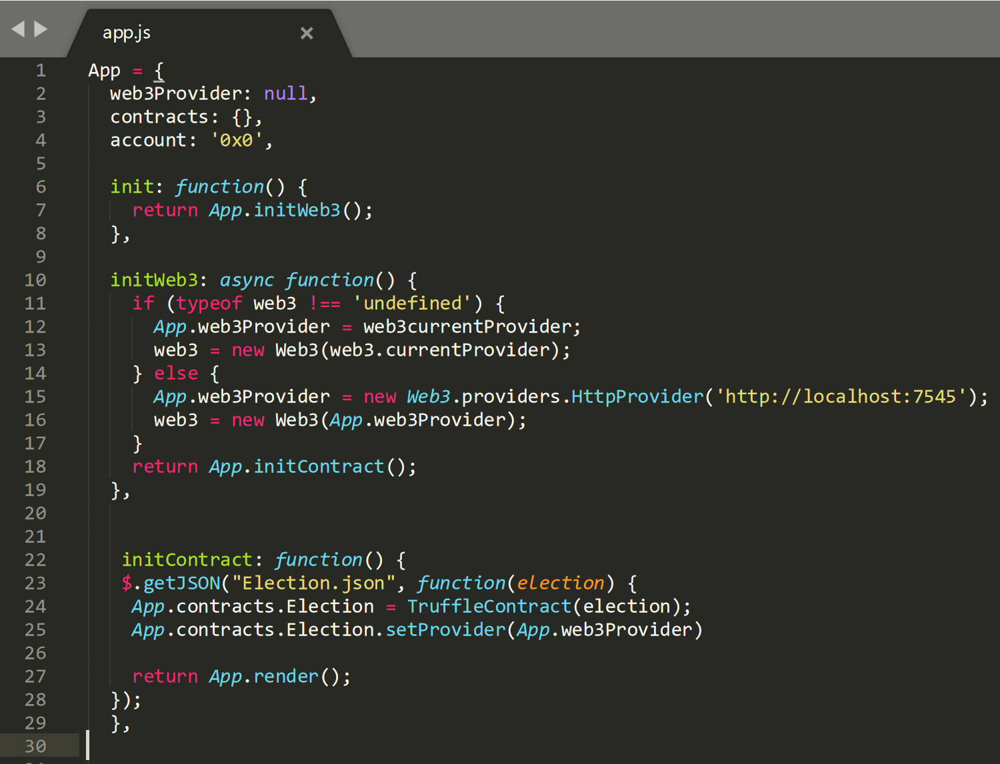 app.js ×
1 App = {
2 web3Provider: null,
3 contracts: {},
4 account: '0x0',
5
6 init: function() {
7 return App.initWeb3();
8 },
9
10 initWeb3: async function() {
11 if (typeof web3 !== 'undefined') {
12 App.web3Provider = web3currentProvider;
13 web3 = new Web3(web3.currentProvider);
14 } else {
15 App.web3Provider = new Web3.providers.HttpProvider('http://localhost:7545');
16 web3 = new Web3(App.web3Provider);
17 }
18 return App.initContract();
19 },
20
21
22 initContract: function() {
23 $.getJSON("Election.json", function(election) {
24 App.contracts.Election = TruffleContract(election);
25 App.contracts.Election.setProvider(App.web3Provider)
26
27 return App.render();
28 });
29 },
30